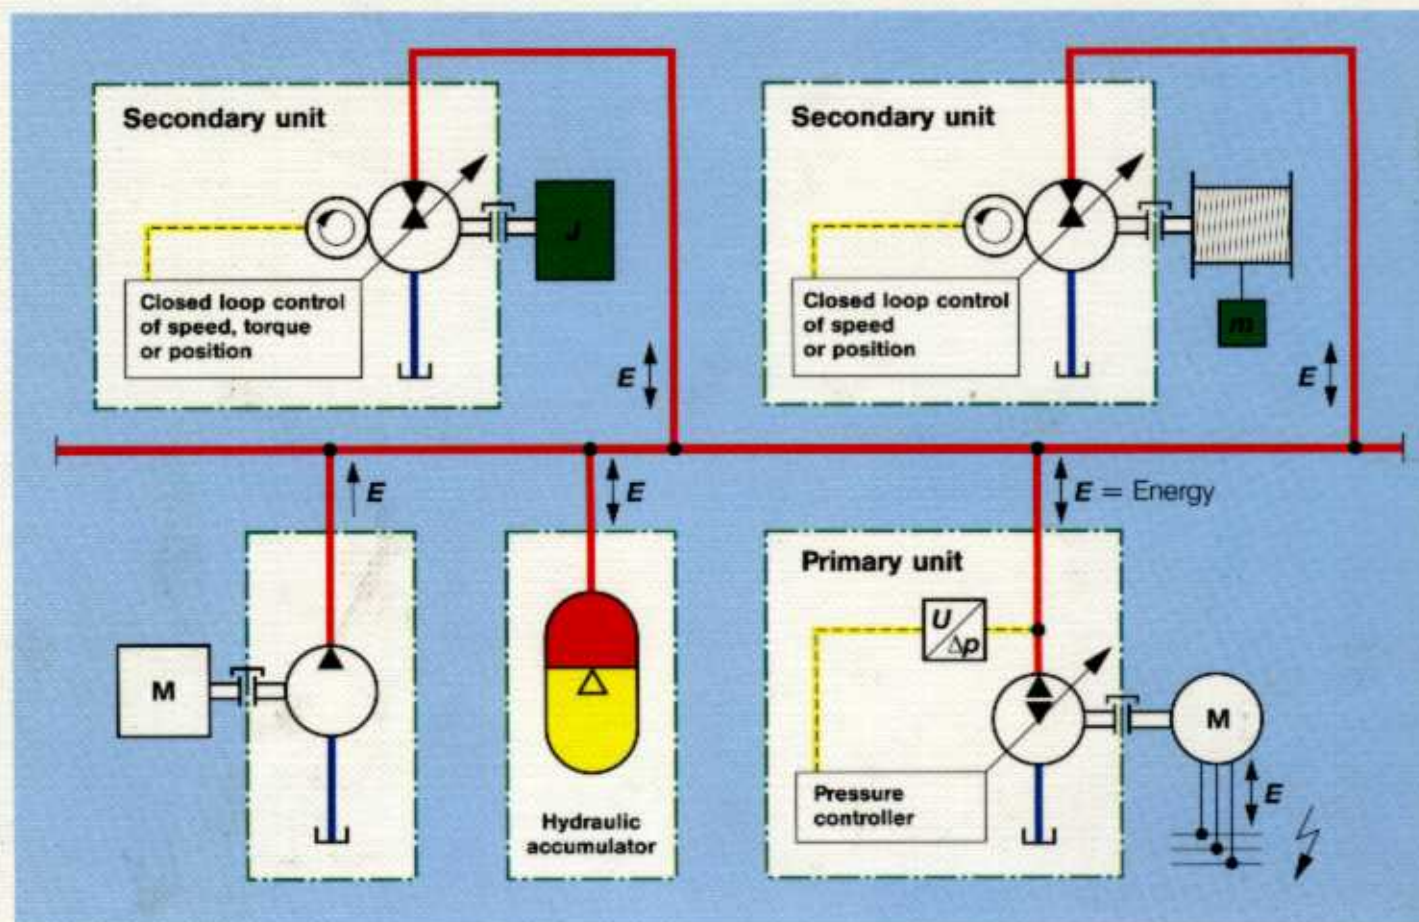 Secondary unit
J
Closed loop control
of speed, torque
or position
E
Secondary unit
Closed loop control
of speed
or position
m
E
E
E
E = Energy
M
Hydraulic
accumulator
Primary unit
U
Δp
Pressure
controller
M
E